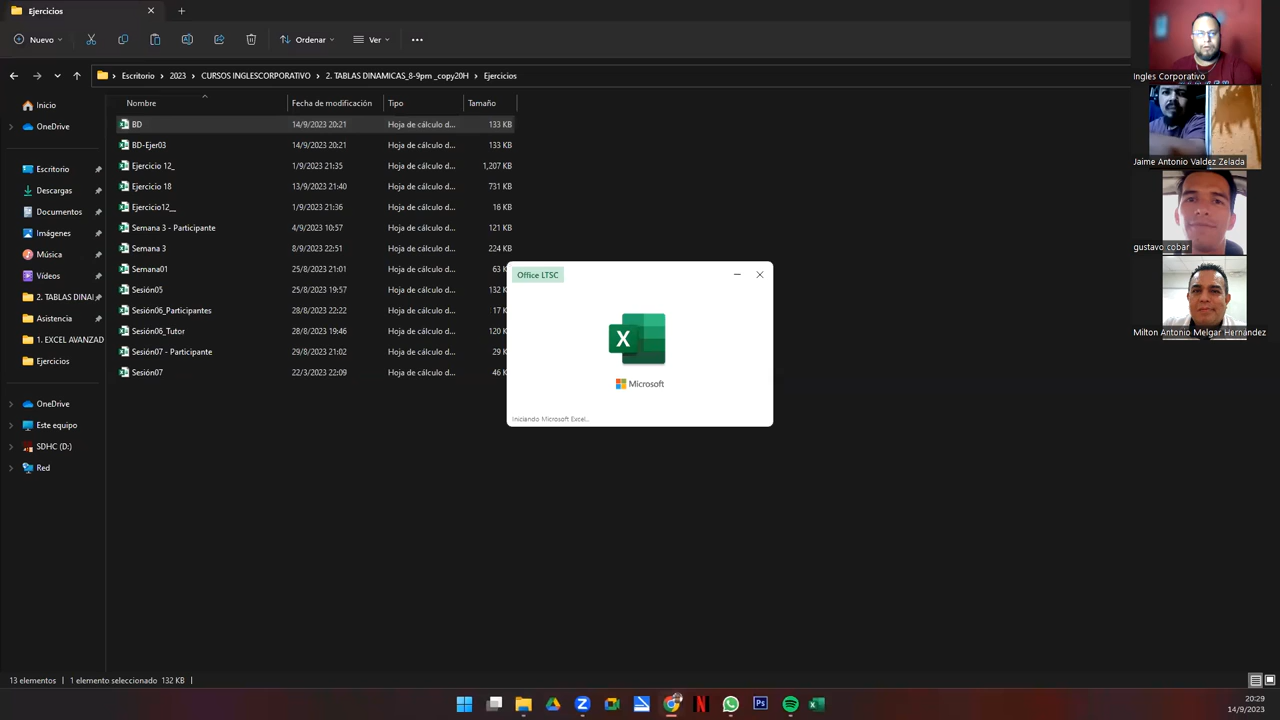 Ejercicios
Nuevo
Ordenar
Ver
Escritorio > 2023 > CURSOS INGLESCORPORATIVO > 2. TABLAS DINAMICAS_8-9pm _copy20H > Ejercicios
Nombre Fecha de modificación Tipo Tamaño
BD 14/9/2023 20:21 Hoja de cálculo d... 133 KB
BD-Ejer03 14/9/2023 20:21 Hoja de cálculo d... 133 KB
Ejercicio 12_ 1/9/2023 21:35 Hoja de cálculo d... 1,207 KB
Ejercicio 18 13/9/2023 21:40 Hoja de cálculo d... 731 KB
Ejercicio12__ 1/9/2023 21:36 Hoja de cálculo d... 16 KB
Semana 3 - Participante 4/9/2023 10:57 Hoja de cálculo d... 121 KB
Semana 3 8/9/2023 22:51 Hoja de cálculo d... 224 KB
Semana01 25/8/2023 21:01 Hoja de cálculo d... 63 K
Sesión05 25/8/2023 19:57 Hoja de cálculo d... 132 K
Sesión06_Participantes 28/8/2023 22:22 Hoja de cálculo d... 17 K
Sesión06_Tutor 28/8/2023 19:46 Hoja de cálculo d... 120 K
Sesión07 - Participante 29/8/2023 21:02 Hoja de cálculo d... 29 K
Sesión07 22/3/2023 22:09 Hoja de cálculo d... 46 K
Inicio
OneDrive
Escritorio
Descargas
Documentos
Imágenes
Música
Vídeos
2. TABLAS DINAI
Asistencia
1. EXCEL AVANZAD
Ejercicios
OneDrive
Este equipo
SDHC (D:)
Red
Office LTSC
X
Microsoft
Iniciando Microsoft Excel...
Ingles Corporativo
Jaime Antonio Valdez Zelada
gustavo cobar
Milton Antonio Melgar Hernández
13 elementos
1 elemento seleccionado 132 KB
20:29
14/9/2023